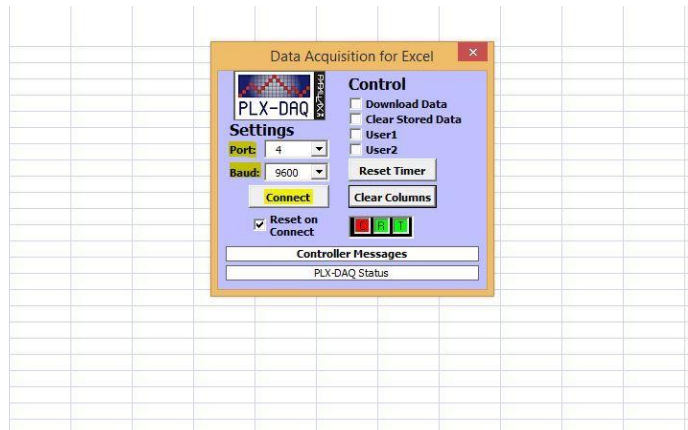 Data Acquisition for Excel
PLX-DAQ
PARALLAX
Control
Download Data
Clear Stored Data
User1
User2
Settings
Port: 4
Baud: 9600
Reset Timer
Connect
Clear Columns
Reset on
Connect
R T
Controller Messages
PLX-DAQ Status